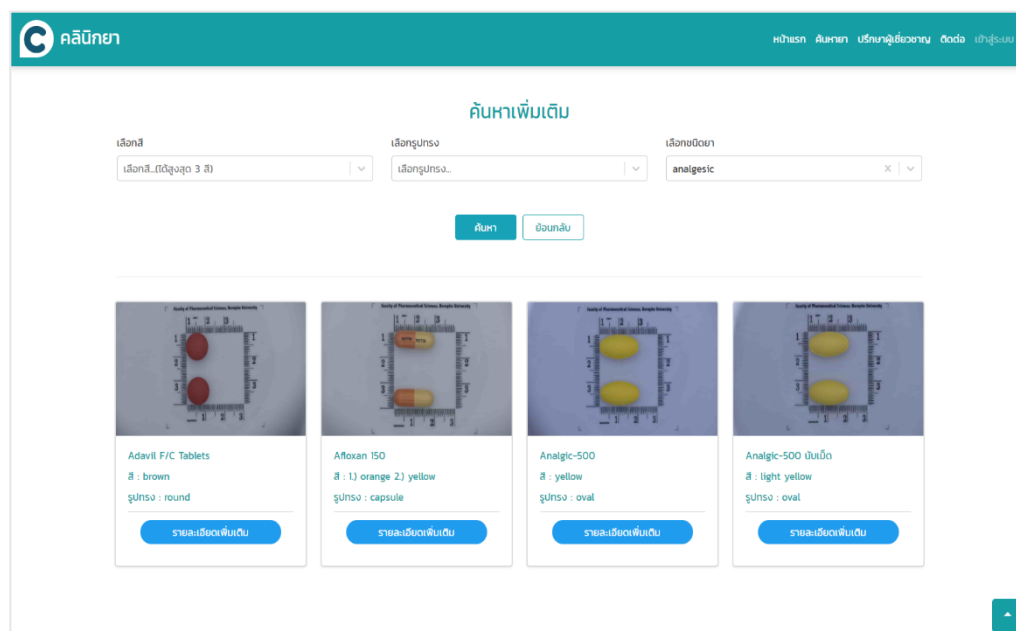 คลินิกยา
หน้าแรก ค้นหายา ปรึกษาผู้เชี่ยวชาญ ติดต่อ เข้าสู่ระบบ
ค้นหาเพิ่มเติม
เลือกสี เลือกรูปทรง เลือกชนิดยา
เลือกสี...(ได้สูงสุด 3 สี) เลือกรูปทรง... analgesic
ค้นหา ย้อนกลับ
Adavil F/C Tablets
สี : brown
รูปทรง : round
รายละเอียดเพิ่มเติม
Afloxan 150
สี : 1.) orange 2.) yellow
รูปทรง : capsule
รายละเอียดเพิ่มเติม
Analgic-500
สี : yellow
รูปทรง : oval
รายละเอียดเพิ่มเติม
Analgic-500 นับเม็ด
สี : light yellow
รูปทรง : oval
รายละเอียดเพิ่มเติม